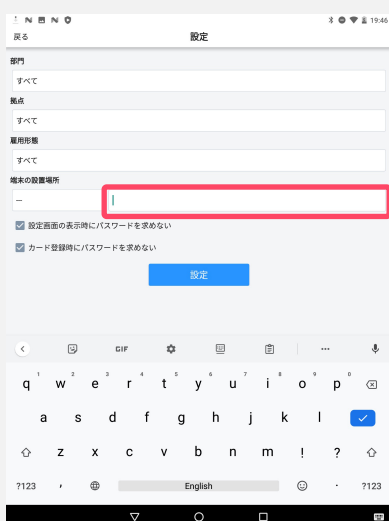 19:46
戻る 設定
部門
すべて
拠点
すべて
雇用形態
すべて
端末の設置場所
—
設定画面の表示時にパスワードを求めない
カード登録時にパスワードを求めない
設定
GIF
1 2 3 4 5 6 7 8 9 0
q w e r t y u i o p
a s d f g h j k l
z x c v b n m ! ?
?123 , English . ?123